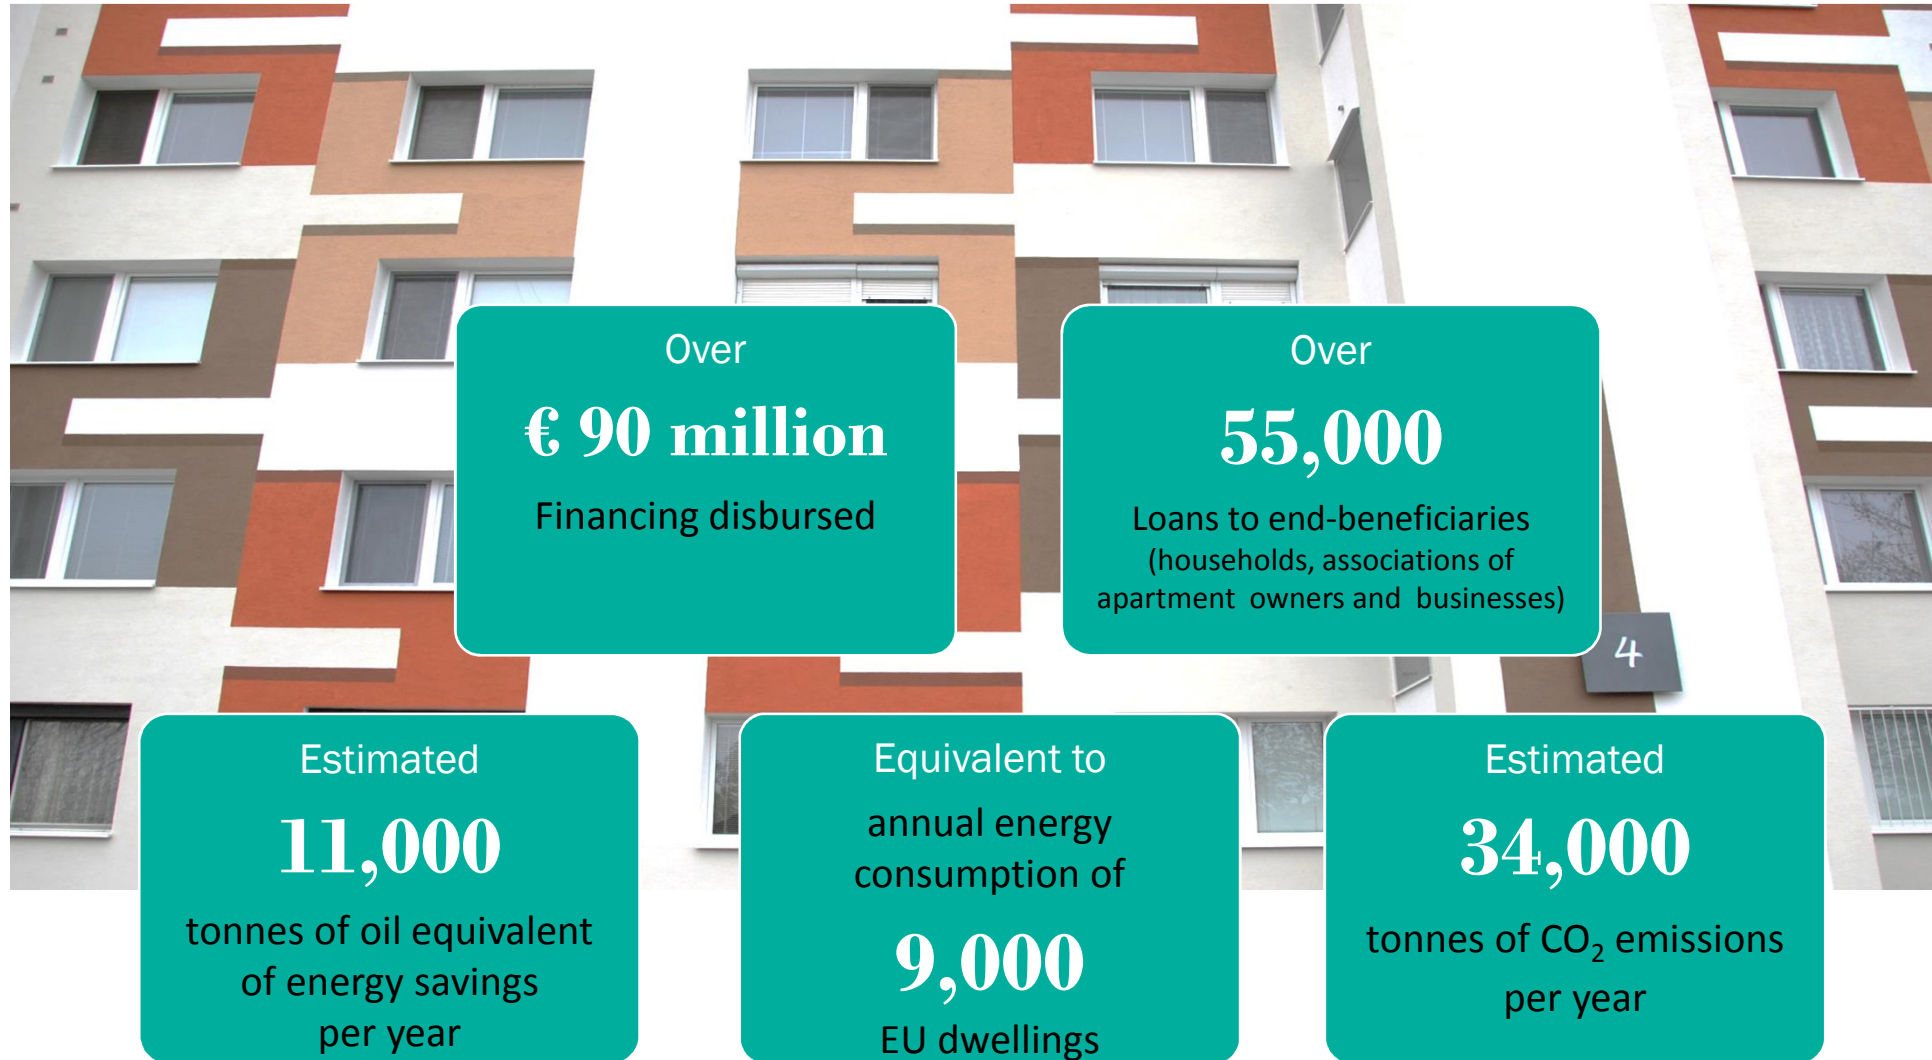 Over
€ 90 million
Financing disbursed
Over
55,000
Loans to end-beneficiaries
(households, associations of
apartment owners and businesses)
4
Estimated
11,000
tonnes of oil equivalent
of energy savings
per year
Equivalent to
annual energy
consumption of
9,000
EU dwellings
Estimated
34,000
tonnes of CO₂ emissions
per year